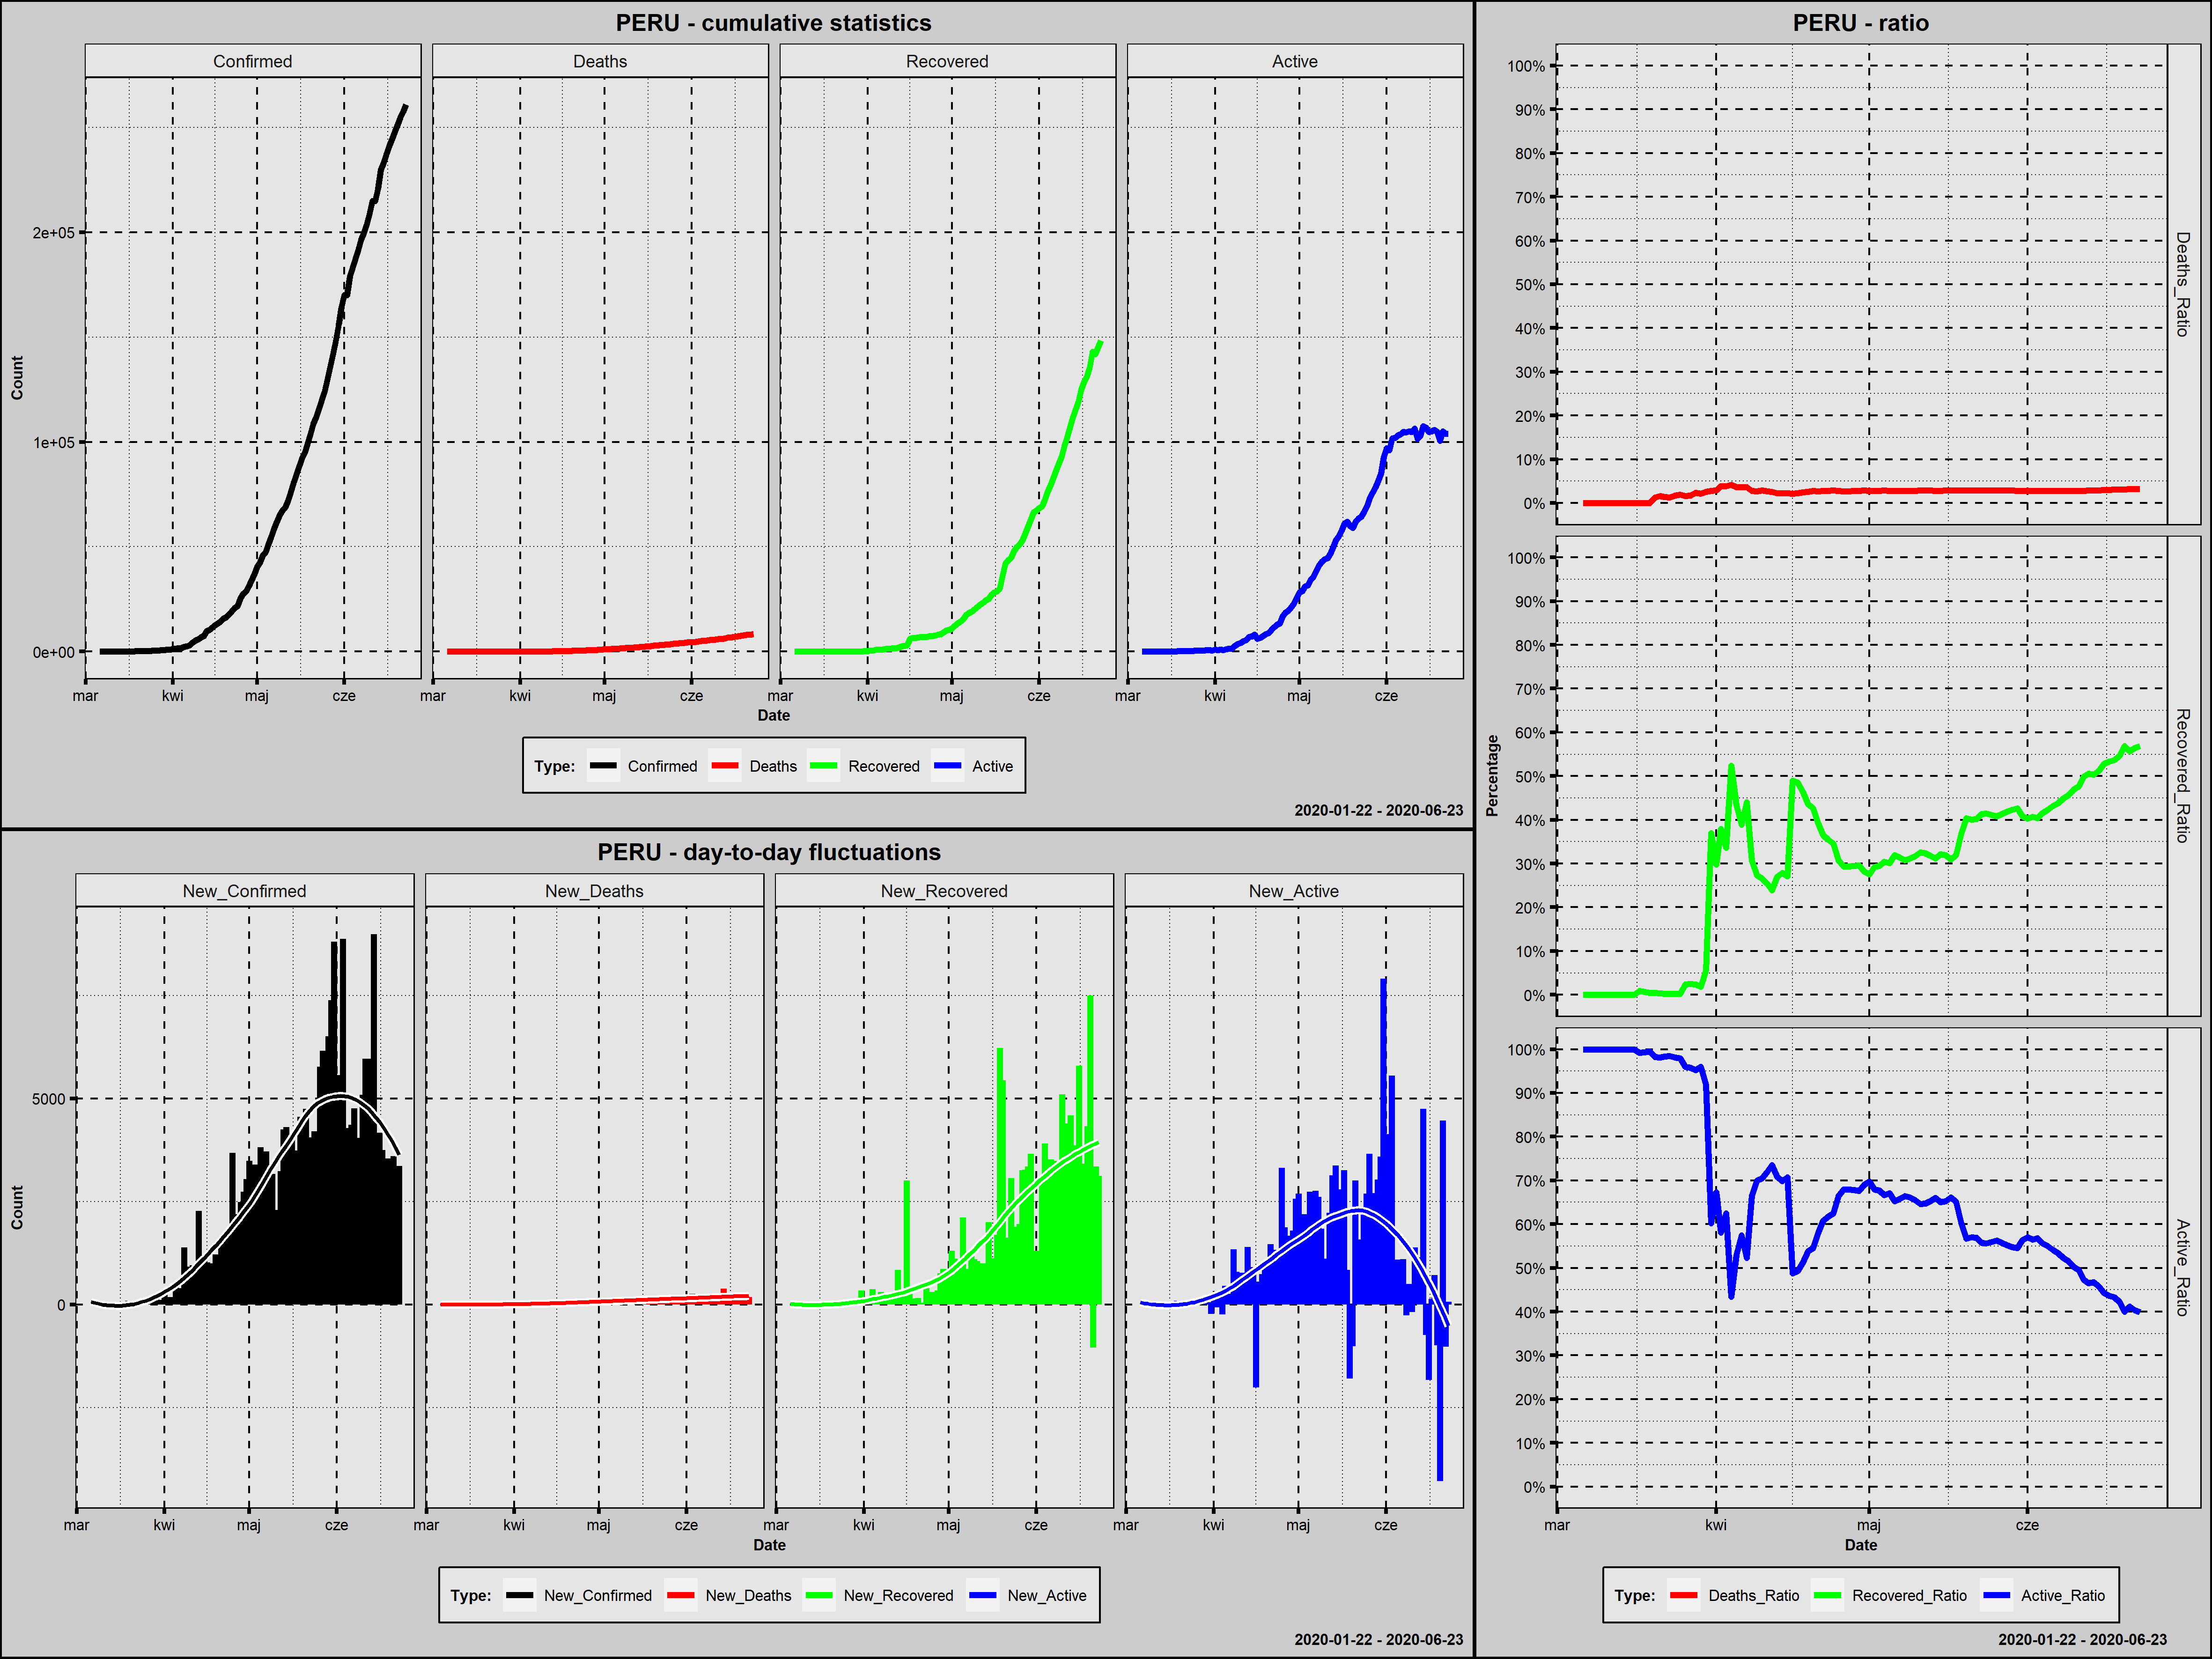 PERU - cumulative statistics
Confirmed Deaths Recovered Active
Count
2e+05
1e+05
0e+00
mar kwi maj cze mar kwi maj cze mar kwi maj cze mar kwi maj cze
Date
Type: Confirmed Deaths Recovered Active
2020-01-22 - 2020-06-23
PERU - day-to-day fluctuations
New_Confirmed New_Deaths New_Recovered New_Active
Count
5000
0
mar kwi maj cze mar kwi maj cze mar kwi maj cze mar kwi maj cze
Date
Type: New_Confirmed New_Deaths New_Recovered New_Active
2020-01-22 - 2020-06-23
PERU - ratio
Percentage
100%
90%
80%
70%
60%
50%
40%
30%
20%
10%
0%
Deaths_Ratio
100%
90%
80%
70%
60%
50%
40%
30%
20%
10%
0%
Recovered_Ratio
100%
90%
80%
70%
60%
50%
40%
30%
20%
10%
0%
Active_Ratio
mar kwi maj cze
Date
Type: Deaths_Ratio Recovered_Ratio Active_Ratio
2020-01-22 - 2020-06-23